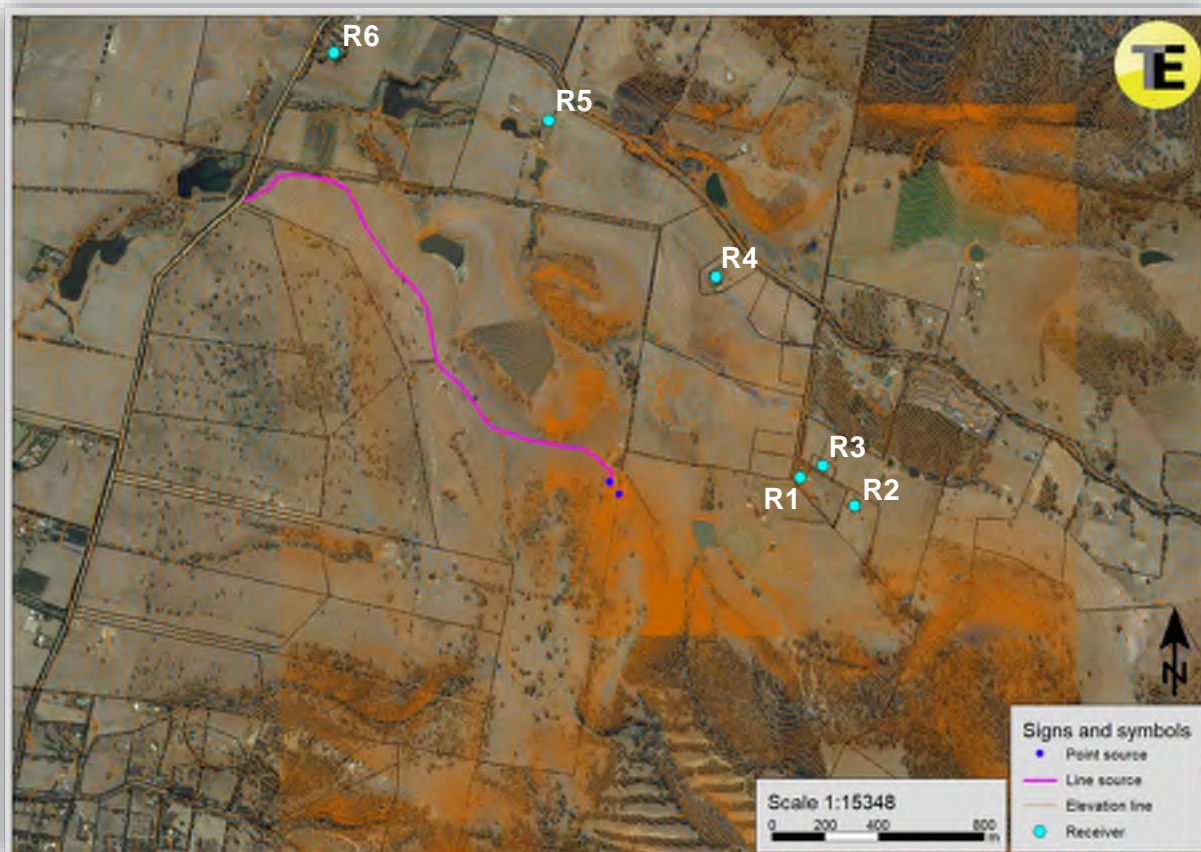 R6
TE
R5
R4
R3
R1
R2
N
Signs and symbols
Point source
Line source
Elevation line
Receiver
Scale 1:15348
0 200 400 800
m